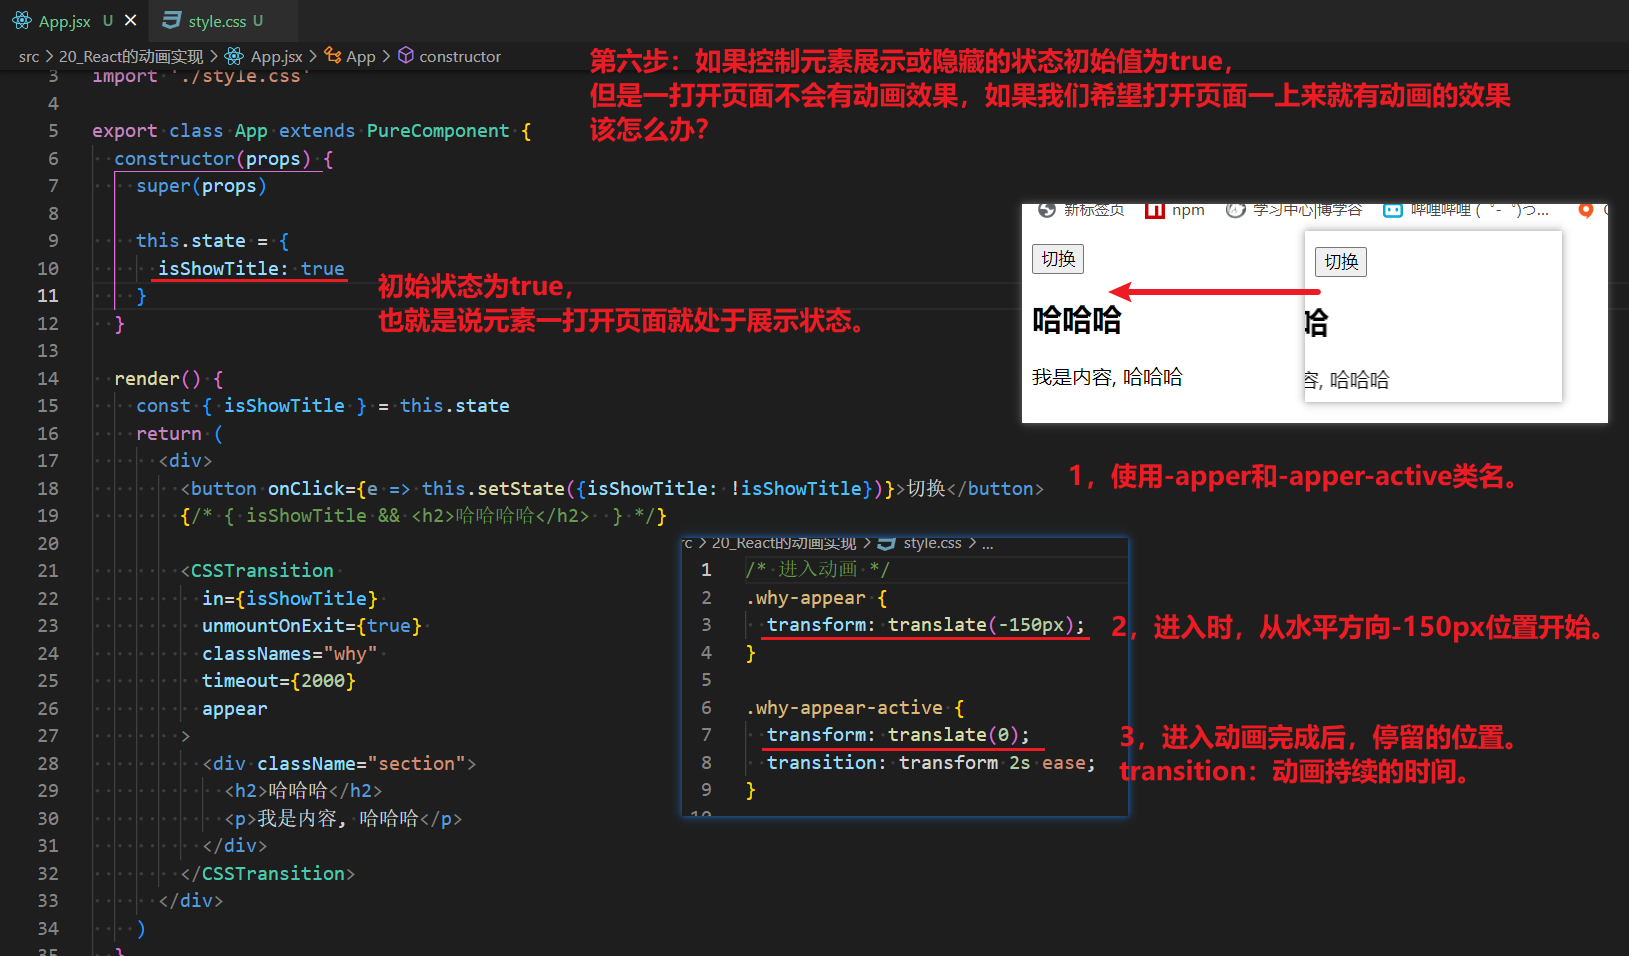 App.jsx U × style.css U
src > 20_React的动画实现 > App.jsx > App > constructor
第六步：如果控制元素展示或隐藏的状态初始值为true，
但是一打开页面不会有动画效果，如果我们希望打开页面一上来就有动画的效果
该怎么办？
3 import './style.css'
4
5 export class App extends PureComponent {
6 constructor(props) {
7 super(props)
8
9 this.state = {
10 isShowTitle: true
11 }
12 }
13
14 render() {
15 const { isShowTitle } = this.state
16 return (
17 <div>
18 <button onClick={e => this.setState({isShowTitle: !isShowTitle})}>切换</button>
19 {/* { isShowTitle && <h2>哈哈哈哈</h2> } */}
20
21 <CSSTransition
22 in={isShowTitle}
23 unmountOnExit={true}
24 classNames="why"
25 timeout={2000}
26 appear
27 >
28 <div className="section">
29 <h2>哈哈哈</h2>
30 <p>我是内容, 哈哈哈</p>
31 </div>
32 </CSSTransition>
33 </div>
34 )
35 }
初始状态为true，
也就是说元素一打开页面就处于展示状态。
新标签页 npm 学习中心|博学谷 哔哩哔哩 (゜-゜)つ...
切换
哈哈哈
我是内容, 哈哈哈
切换
哈
容, 哈哈哈
1，使用-apper和-apper-active类名。
rc > 20_React的动画实现 > style.css > ...
1 /* 进入动画 */
2 .why-appear {
3 transform: translate(-150px);
4 }
5
6 .why-appear-active {
7 transform: translate(0);
8 transition: transform 2s ease;
9 }
10
2，进入时，从水平方向-150px位置开始。
3，进入动画完成后，停留的位置。
transition：动画持续的时间。